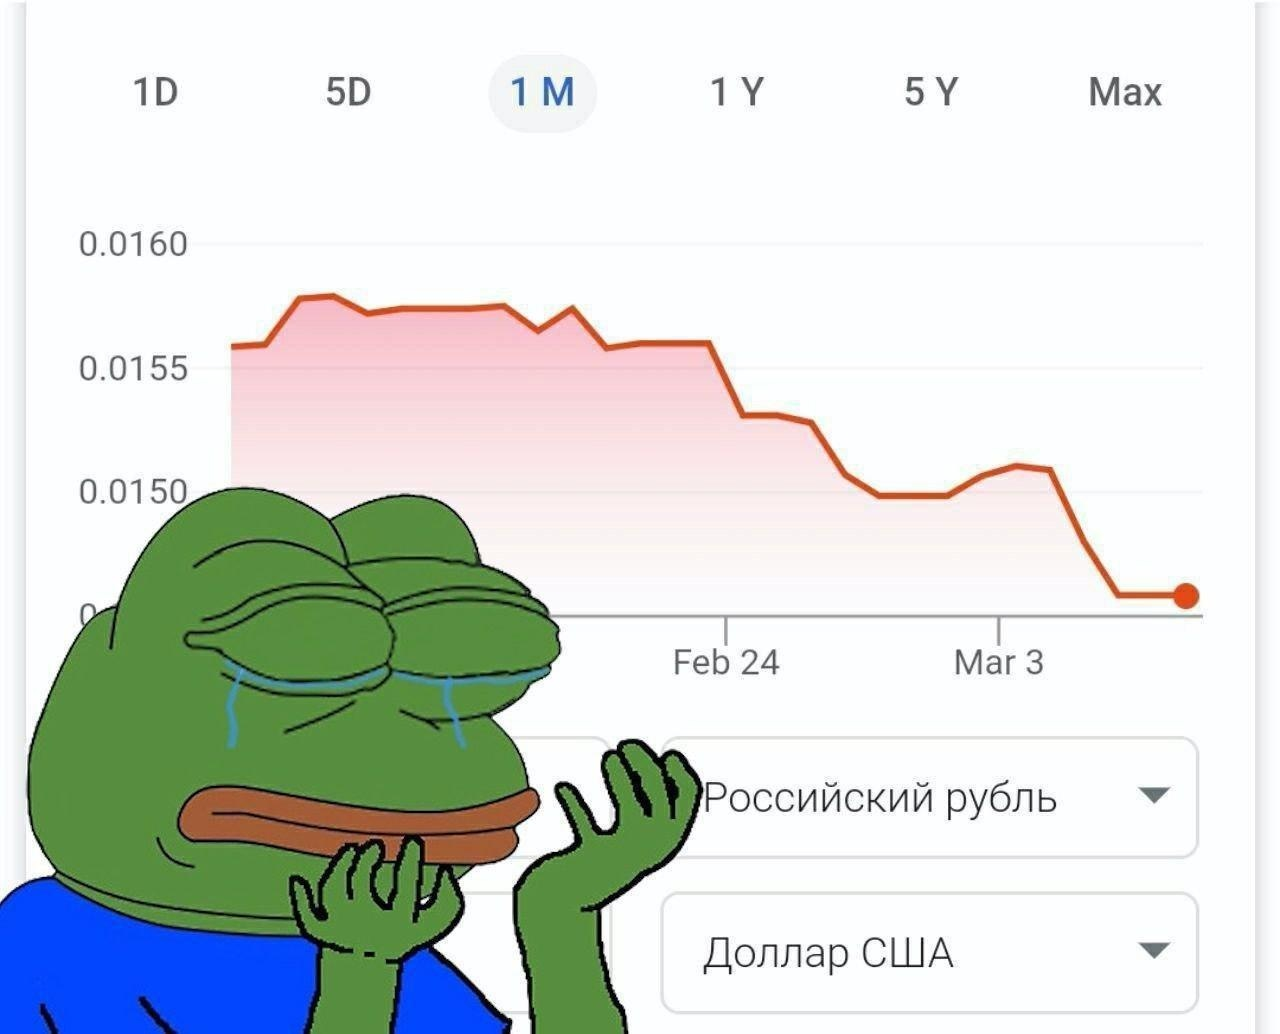 1D 5D 1 M 1 Y 5 Y Max
0.0160
0.0155
0.0150
Feb 24 Mar 3
Российский рубль
Доллар США